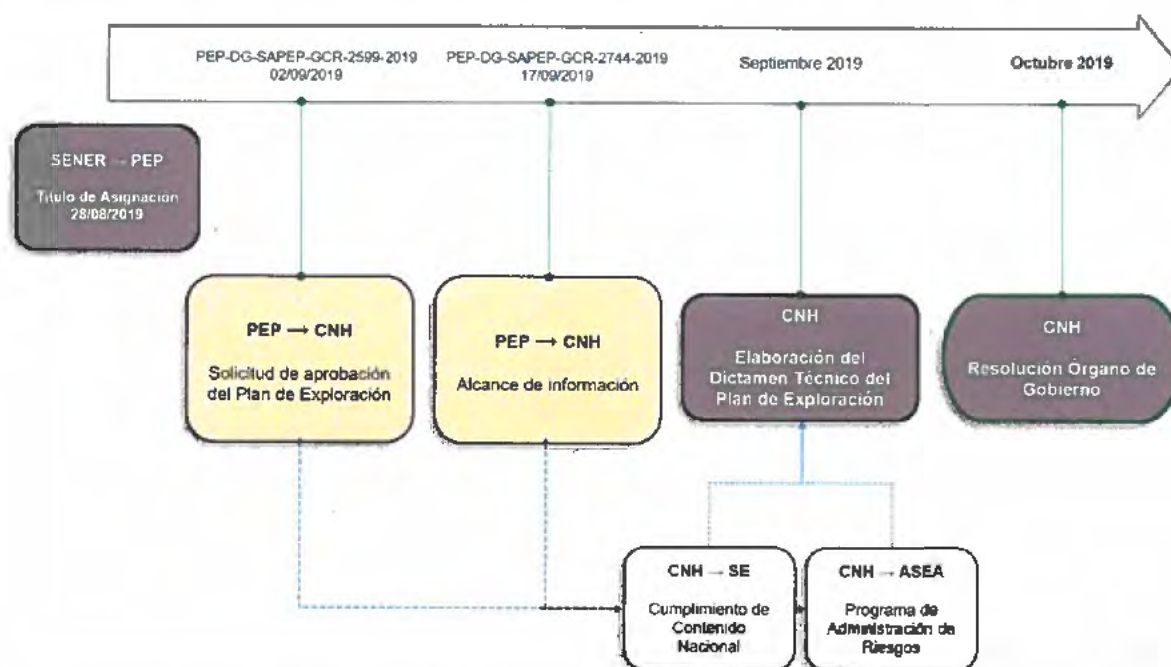 PEP-DG-SAPEP-GCR-2599-2019
02/09/2019
PEP-DG-SAPEP-GCR-2744-2019
17/09/2019
Septiembre 2019
Octubre 2019
SENER → PEP
Título de Asignación
28/08/2019
PEP → CNH
Solicitud de aprobación
del Plan de Exploración
PEP → CNH
Alcance de información
CNH
Elaboración del
Dictamen Técnico del
Plan de Exploración
CNH
Resolución Órgano de
Gobierno
CNH → SE
Cumplimiento de
Contenido
Nacional
CNH → ASEA
Programa de
Administración de
Riesgos